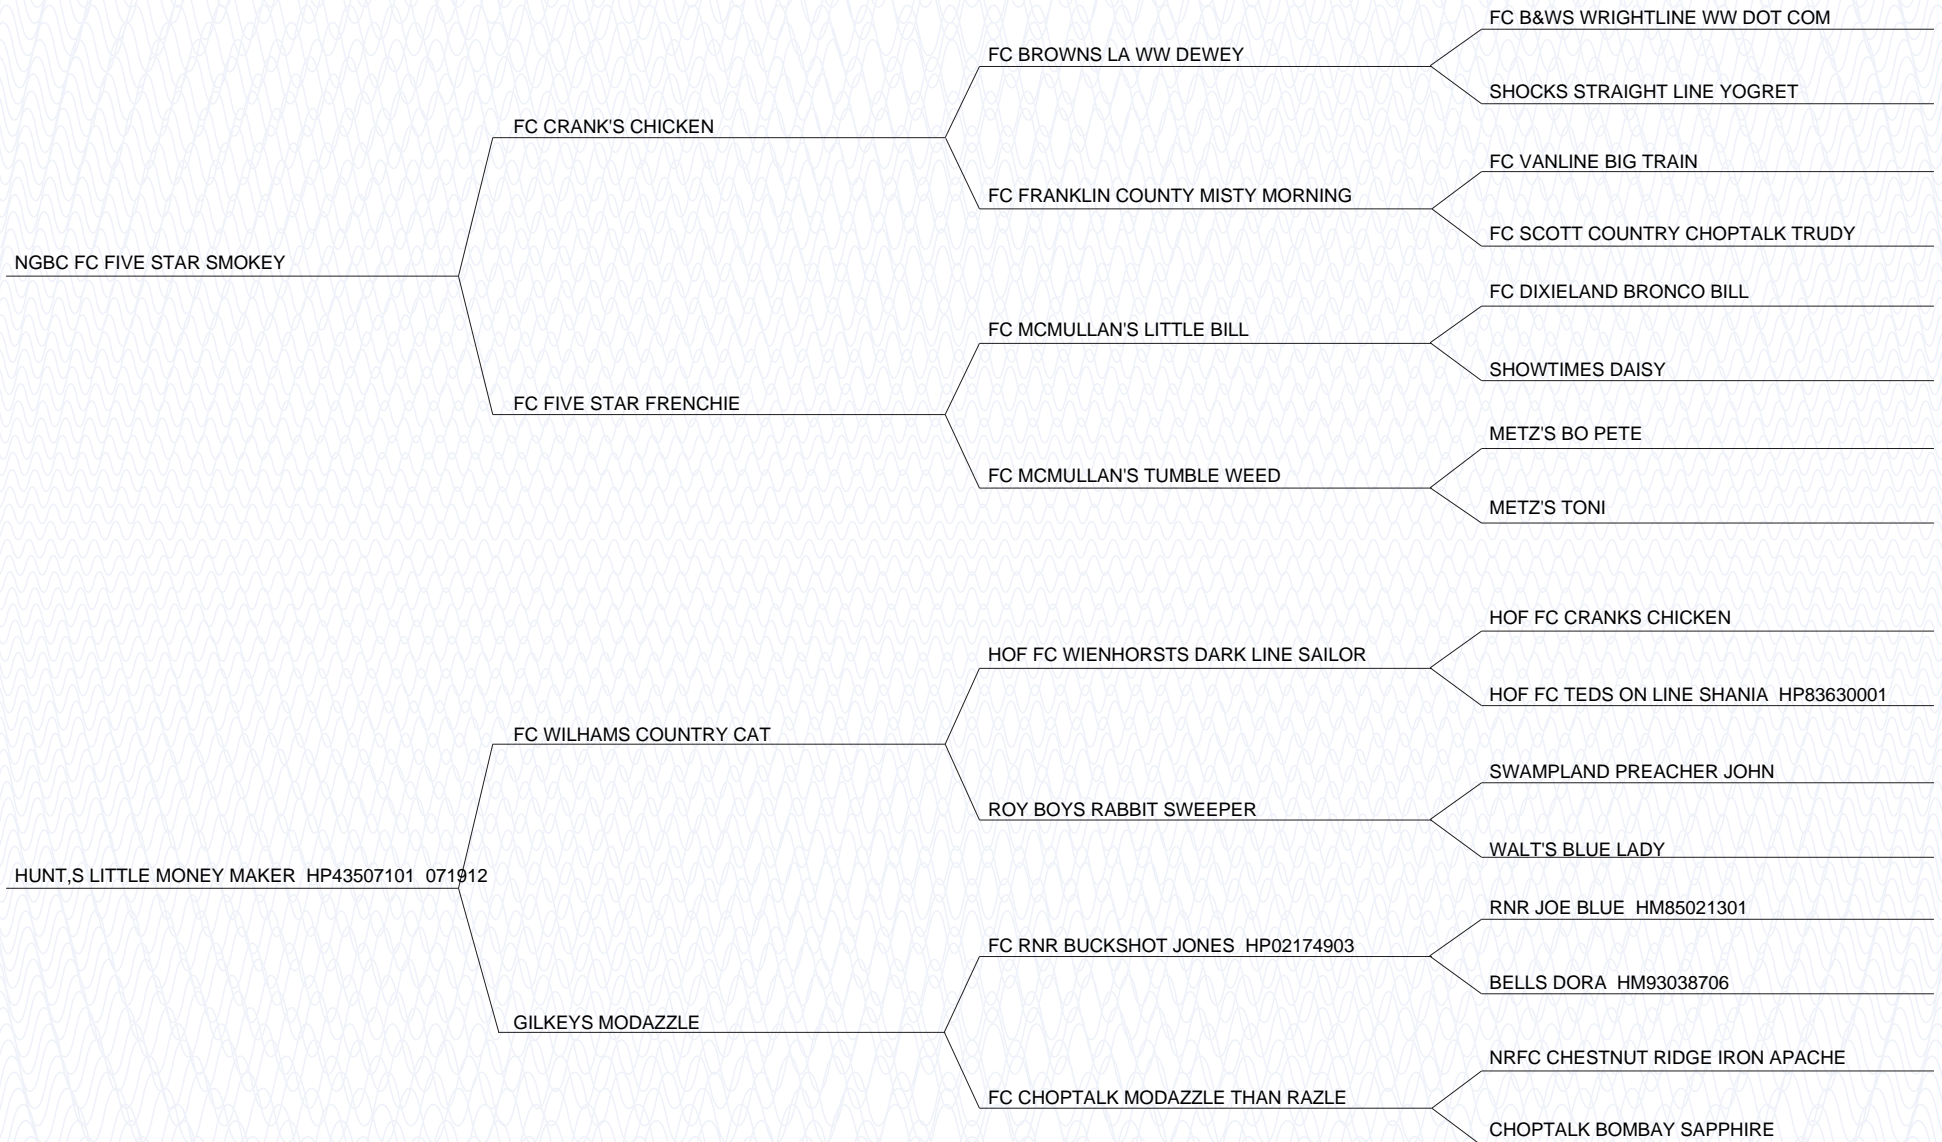 FC B&WS WRIGHTLINE WW DOT COM
FC BROWNS LA WW DEWEY
SHOCKS STRAIGHT LINE YOGRET
FC CRANK'S CHICKEN
FC VANLINE BIG TRAIN
FC FRANKLIN COUNTY MISTY MORNING
FC SCOTT COUNTRY CHOPTALK TRUDY
NGBC FC FIVE STAR SMOKEY
FC DIXIELAND BRONCO BILL
FC MCMULLAN'S LITTLE BILL
SHOWTIMES DAISY
FC FIVE STAR FRENCHIE
METZ'S BO PETE
FC MCMULLAN'S TUMBLE WEED
METZ'S TONI
HOF FC CRANKS CHICKEN
HOF FC WIENHORSTS DARK LINE SAILOR
HOF FC TEDS ON LINE SHANIA HP83630001
FC WILHAMS COUNTRY CAT
SWAMPLAND PREACHER JOHN
ROY BOYS RABBIT SWEEPER
WALT'S BLUE LADY
HUNT,S LITTLE MONEY MAKER HP43507101 071912
RNR JOE BLUE HM85021301
FC RNR BUCKSHOT JONES HP02174903
BELLS DORA HM93038706
GILKEYS MODAZZLE
NRFC CHESTNUT RIDGE IRON APACHE
FC CHOPTALK MODAZZLE THAN RAZLE
CHOPTALK BOMBAY SAPPHIRE